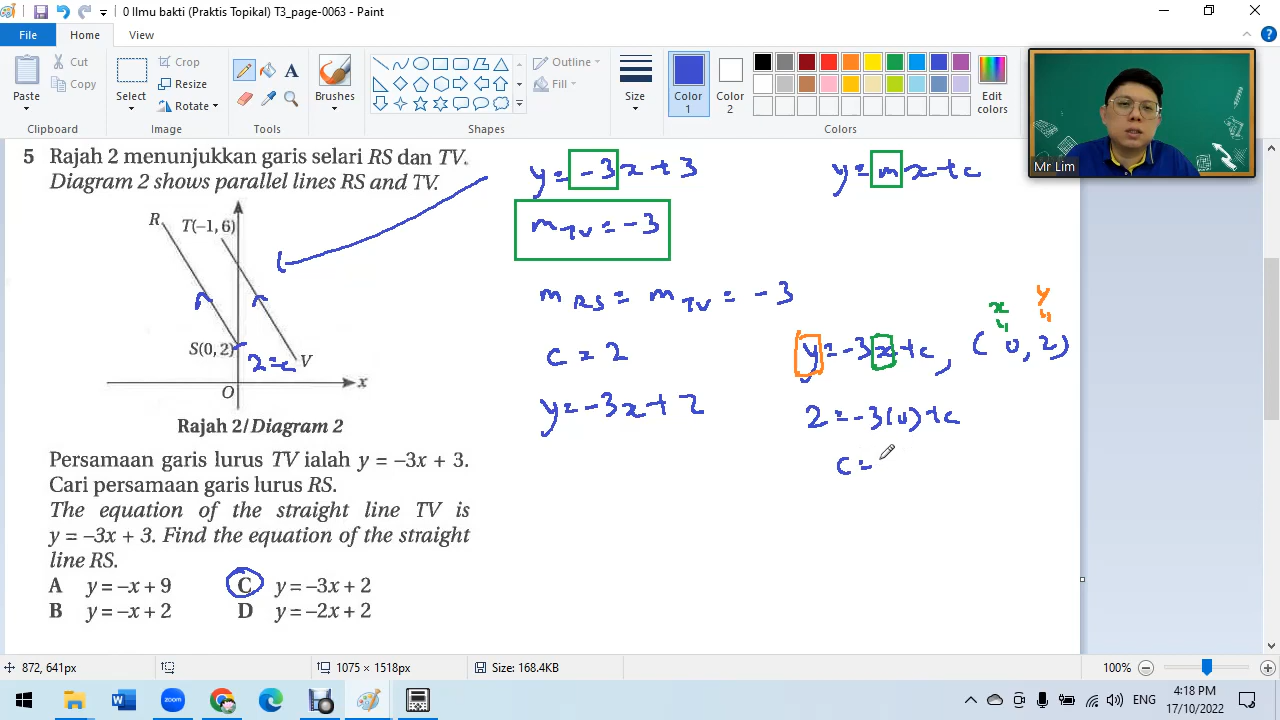 0 Ilmu bakti (Praktis Topikal) T3_page-0063 - Paint
File Home View
Paste
Cut
Copy
Clipboard
Select
Crop
Resize
Rotate
Image
A
Tools
Brushes
Shapes
Outline
Fill
Size
Color 1
Color 2
Edit colors
Colors
Mr Lim
5 Rajah 2 menunjukkan garis selari RS dan TV.
Diagram 2 shows parallel lines RS and TV.
R
T(−1, 6)
S(0, 2)
2=c
V
O
x
Rajah 2/Diagram 2
Persamaan garis lurus TV ialah y = −3x + 3.
Cari persamaan garis lurus RS.
The equation of the straight line TV is
y = −3x + 3. Find the equation of the straight
line RS.
A y = −x + 9 C y = −3x + 2
B y = −x + 2 D y = −2x + 2
y = -3x + 3
m TV = -3
m RS = m TV = -3
c = 2
y = -3x + 2
y = mx + c
x y
y = -3x + c, (0, 2)
2 = -3(0) + c
c =
872, 641px
1075 × 1518px
Size: 168.4KB
100%
W
zoom
ENG
4:18 PM
17/10/2022